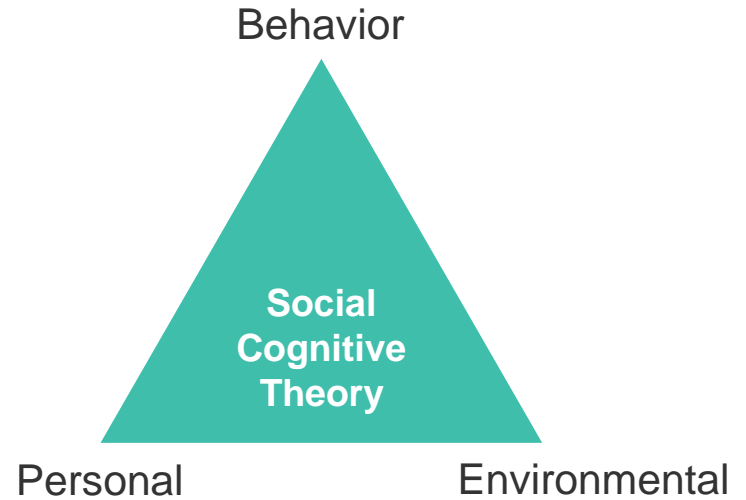 Behavior
Social
Cognitive
Theory
Personal
Environmental